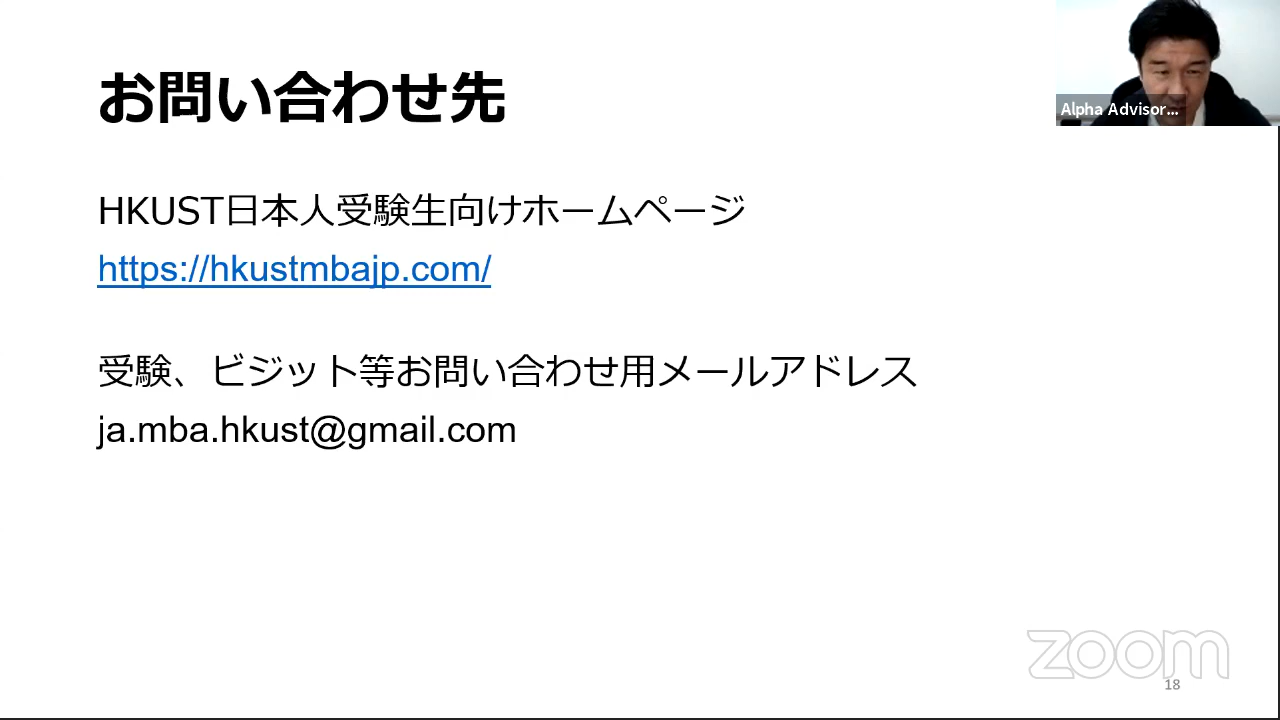 お問い合わせ先
Alpha Advisor...
HKUST日本人受験生向けホームページ
https://hkustmbajp.com/
受験、ビジット等お問い合わせ用メールアドレス
ja.mba.hkust@gmail.com
zoom
18